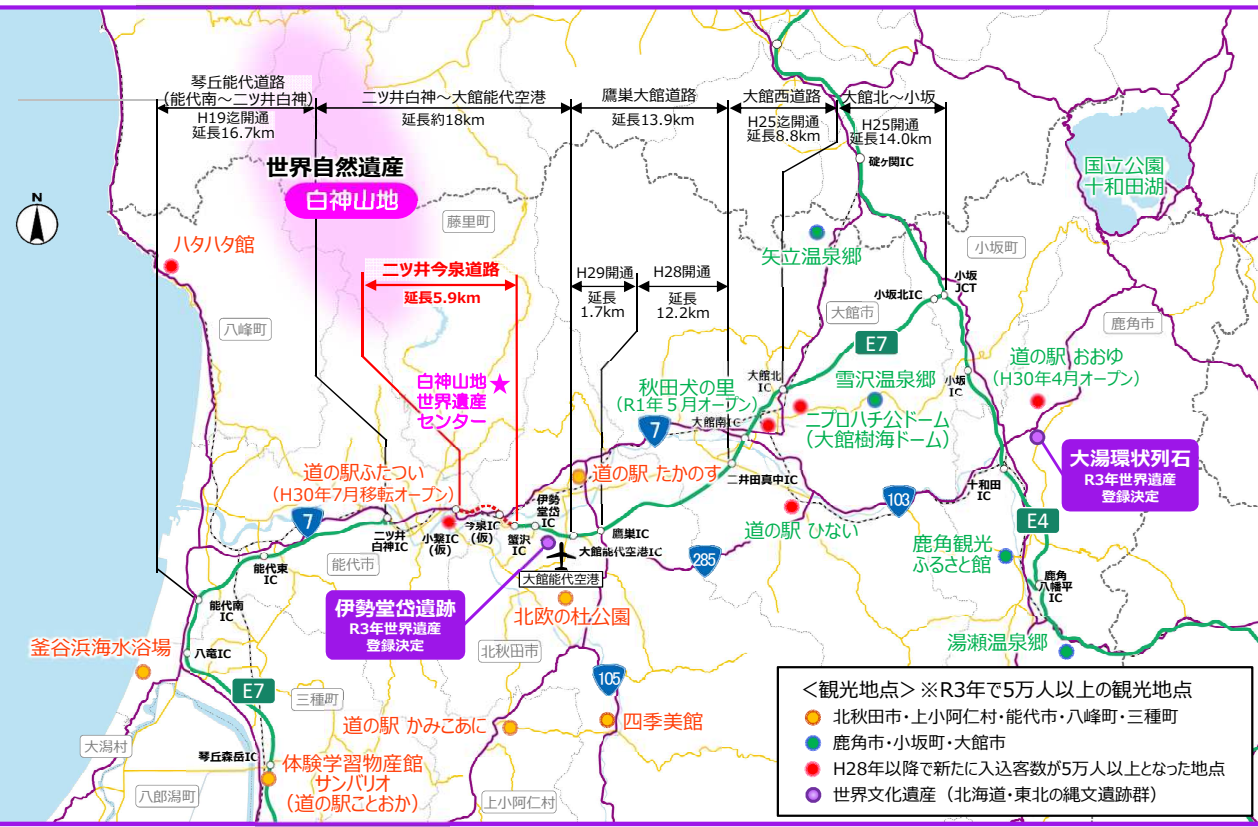 琴丘能代道路
(能代南～二ツ井白神)
H19迄開通
延長16.7km
二ツ井白神～大館能代空港
延長約18km
鷹巣大館道路
延長13.9km
大館西道路
H25迄開通
延長8.8km
大館北～小坂
H25開通
延長14.0km
碇ヶ関IC
国立公園
十和田湖
世界自然遺産
白神山地
N
藤里町
ハタハタ館
矢立温泉郷
小坂町
二ツ井今泉道路
延長5.9km
H29開通
延長
1.7km
H28開通
延長
12.2km
小坂
JCT
小坂北IC
大館市
鹿角市
八峰町
E7
白神山地
世界遺産
センター
大館北
IC
秋田犬の里
(R1年５月オープン)
雪沢温泉郷
小坂
IC
道の駅 おおゆ
(H30年4月オープン)
大館南IC
ニプロハチ公ドーム
(大館樹海ドーム)
7
大湯環状列石
R3年世界遺産
登録決定
道の駅ふたつい
(H30年7月移転オープン)
道の駅 たかのす
二井田真中IC
十和田
IC
103
7
伊勢
堂岱
IC
道の駅 ひない
E4
二ツ井
白神IC
小繋IC
(仮)
今泉IC
(仮)
蟹沢
IC
鷹巣IC
大館能代空港IC
285
鹿角観光
ふるさと館
能代東
IC
能代市
大館能代空港
鹿角
八幡平
IC
能代南
IC
伊勢堂岱遺跡
R3年世界遺産
登録決定
北欧の杜公園
湯瀬温泉郷
釜谷浜海水浴場
八竜IC
北秋田市
E7
三種町
105
道の駅 かみこあに
四季美館
大潟村
琴丘森岳IC
体験学習物産館
サンバリオ
(道の駅ことおか)
八郎潟町
上小阿仁村
＜観光地点＞ ※R3年で5万人以上の観光地点
北秋田市・上小阿仁村・能代市・八峰町・三種町
鹿角市・小坂町・大館市
H28年以降で新たに入込客数が5万人以上となった地点
世界文化遺産（北海道・東北の縄文遺跡群）